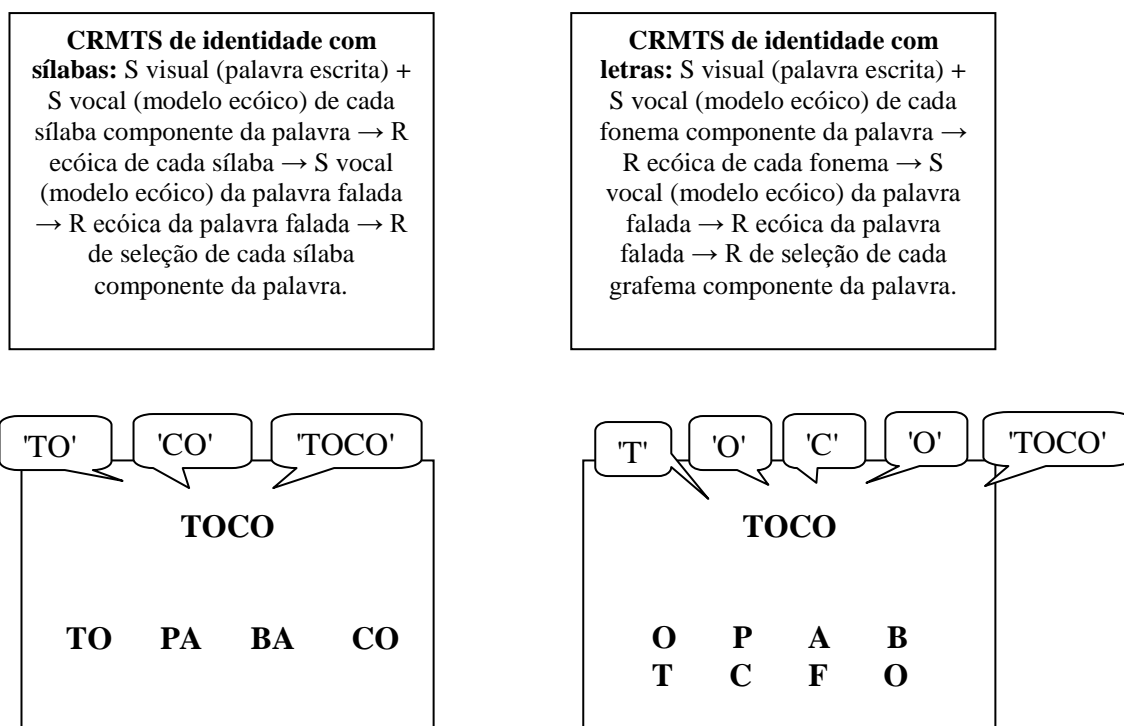 CRMTS de identidade com
sílabas: S visual (palavra escrita) +
S vocal (modelo ecóico) de cada
sílaba componente da palavra → R
ecóica de cada sílaba → S vocal
(modelo ecóico) da palavra falada
→ R ecóica da palavra falada → R
de seleção de cada sílaba
componente da palavra.
CRMTS de identidade com
letras: S visual (palavra escrita) +
S vocal (modelo ecóico) de cada
fonema componente da palavra →
R ecóica de cada fonema → S
vocal (modelo ecóico) da palavra
falada → R ecóica da palavra
falada → R de seleção de cada
grafema componente da palavra.
'TO' 'CO' 'TOCO'
TOCO
TO PA BA CO
'T' 'O' 'C' 'O' 'TOCO'
TOCO
O P A B
T C F O